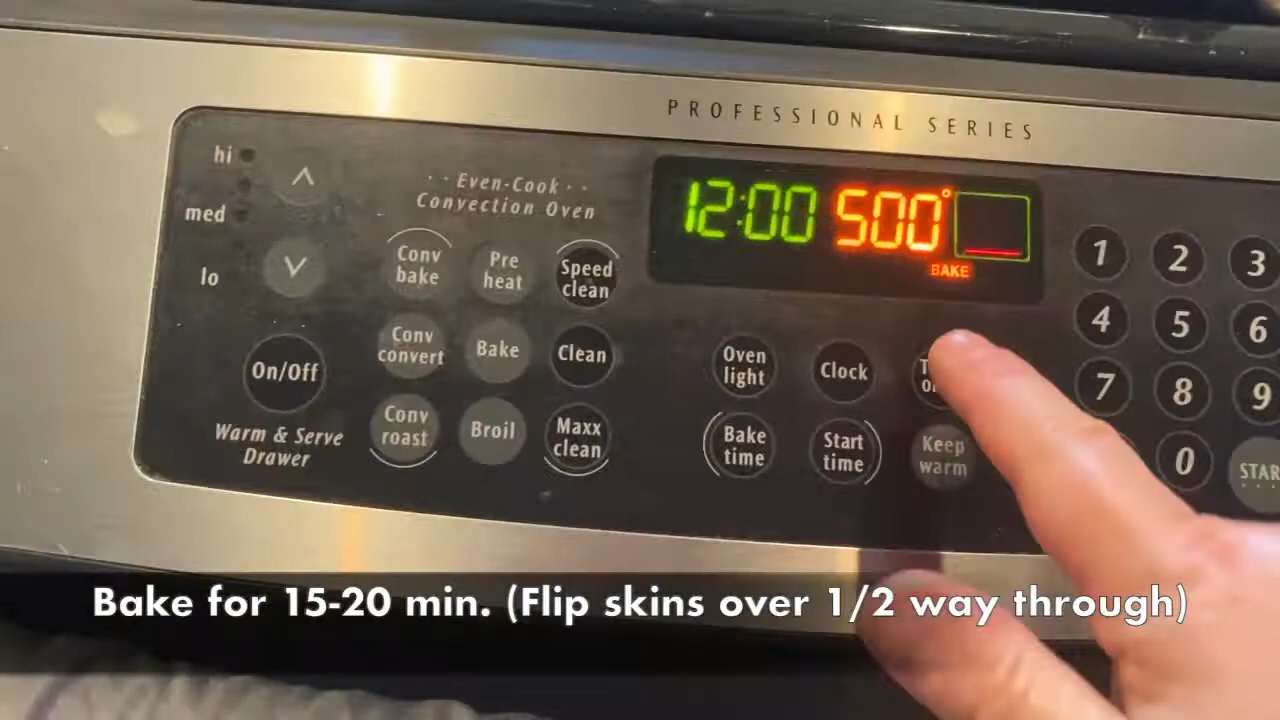 PROFESSIONAL SERIES
hi
med
lo
On/Off
Warm & Serve
Drawer
Even-Cook
Convection Oven
Conv
bake
Pre
heat
Speed
clean
Conv
convert
Bake
Clean
Conv
roast
Broil
Maxx
clean
12:00 500°
BAKE
Oven
light
Clock
Bake
time
Start
time
Keep
warm
1 2 3
4 5 6
7 8 9
0
STAR
Bake for 15-20 min. (Flip skins over 1/2 way through)